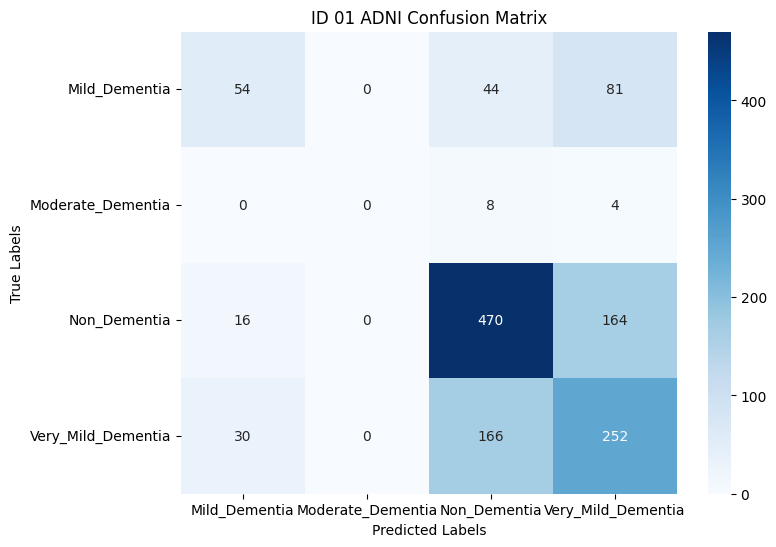 ID 01 ADNI Confusion Matrix
True Labels
Mild_Dementia 54 0 44 81
Moderate_Dementia 0 0 8 4
Non_Dementia 16 0 470 164
Very_Mild_Dementia 30 0 166 252
Mild_Dementia Moderate_Dementia Non_Dementia Very_Mild_Dementia
Predicted Labels
400
300
200
100
0